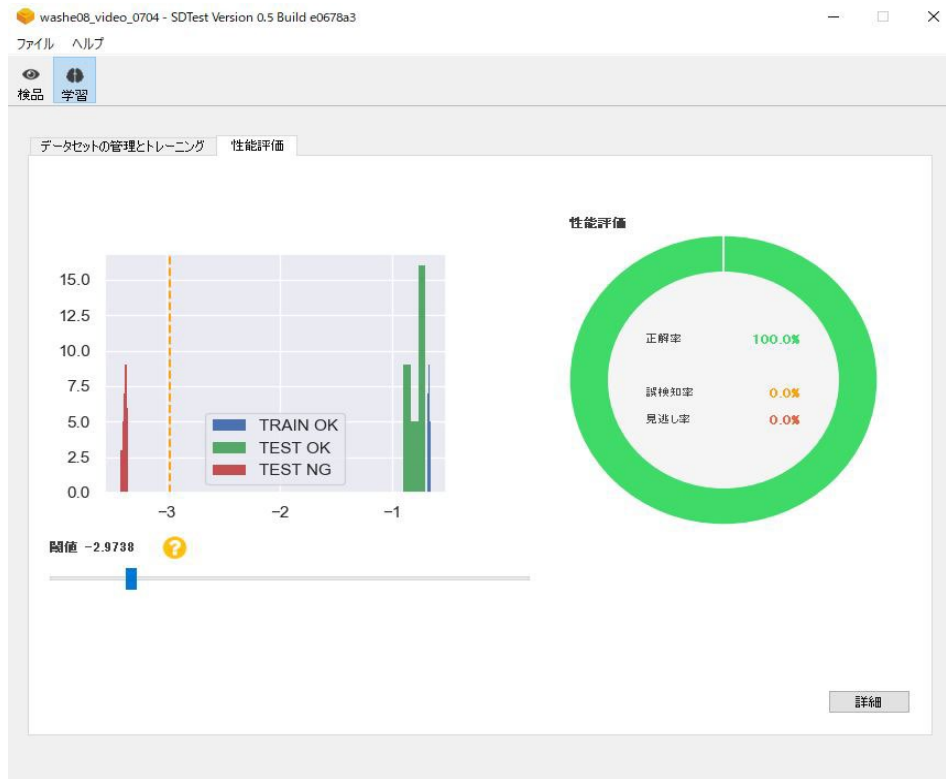 washe08_video_0704 - SDTest Version 0.5 Build e0678a3
ファイル ヘルプ
検品 学習
データセットの管理とトレーニング 性能評価
性能評価
15.0
12.5
10.0
7.5
5.0
2.5
0.0
TRAIN OK
TEST OK
TEST NG
−3 −2 −1
正解率 100.0%
誤検知率 0.0%
見逃し率 0.0%
閾値 -2.9738
?
詳細